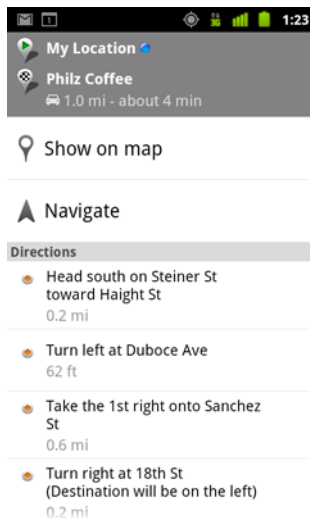 1
3G
1:23
My Location
Philz Coffee
1.0 mi - about 4 min
Show on map
Navigate
Directions
Head south on Steiner St
toward Haight St
0.2 mi
Turn left at Duboce Ave
62 ft
Take the 1st right onto Sanchez
St
0.6 mi
Turn right at 18th St
(Destination will be on the left)
0.2 mi